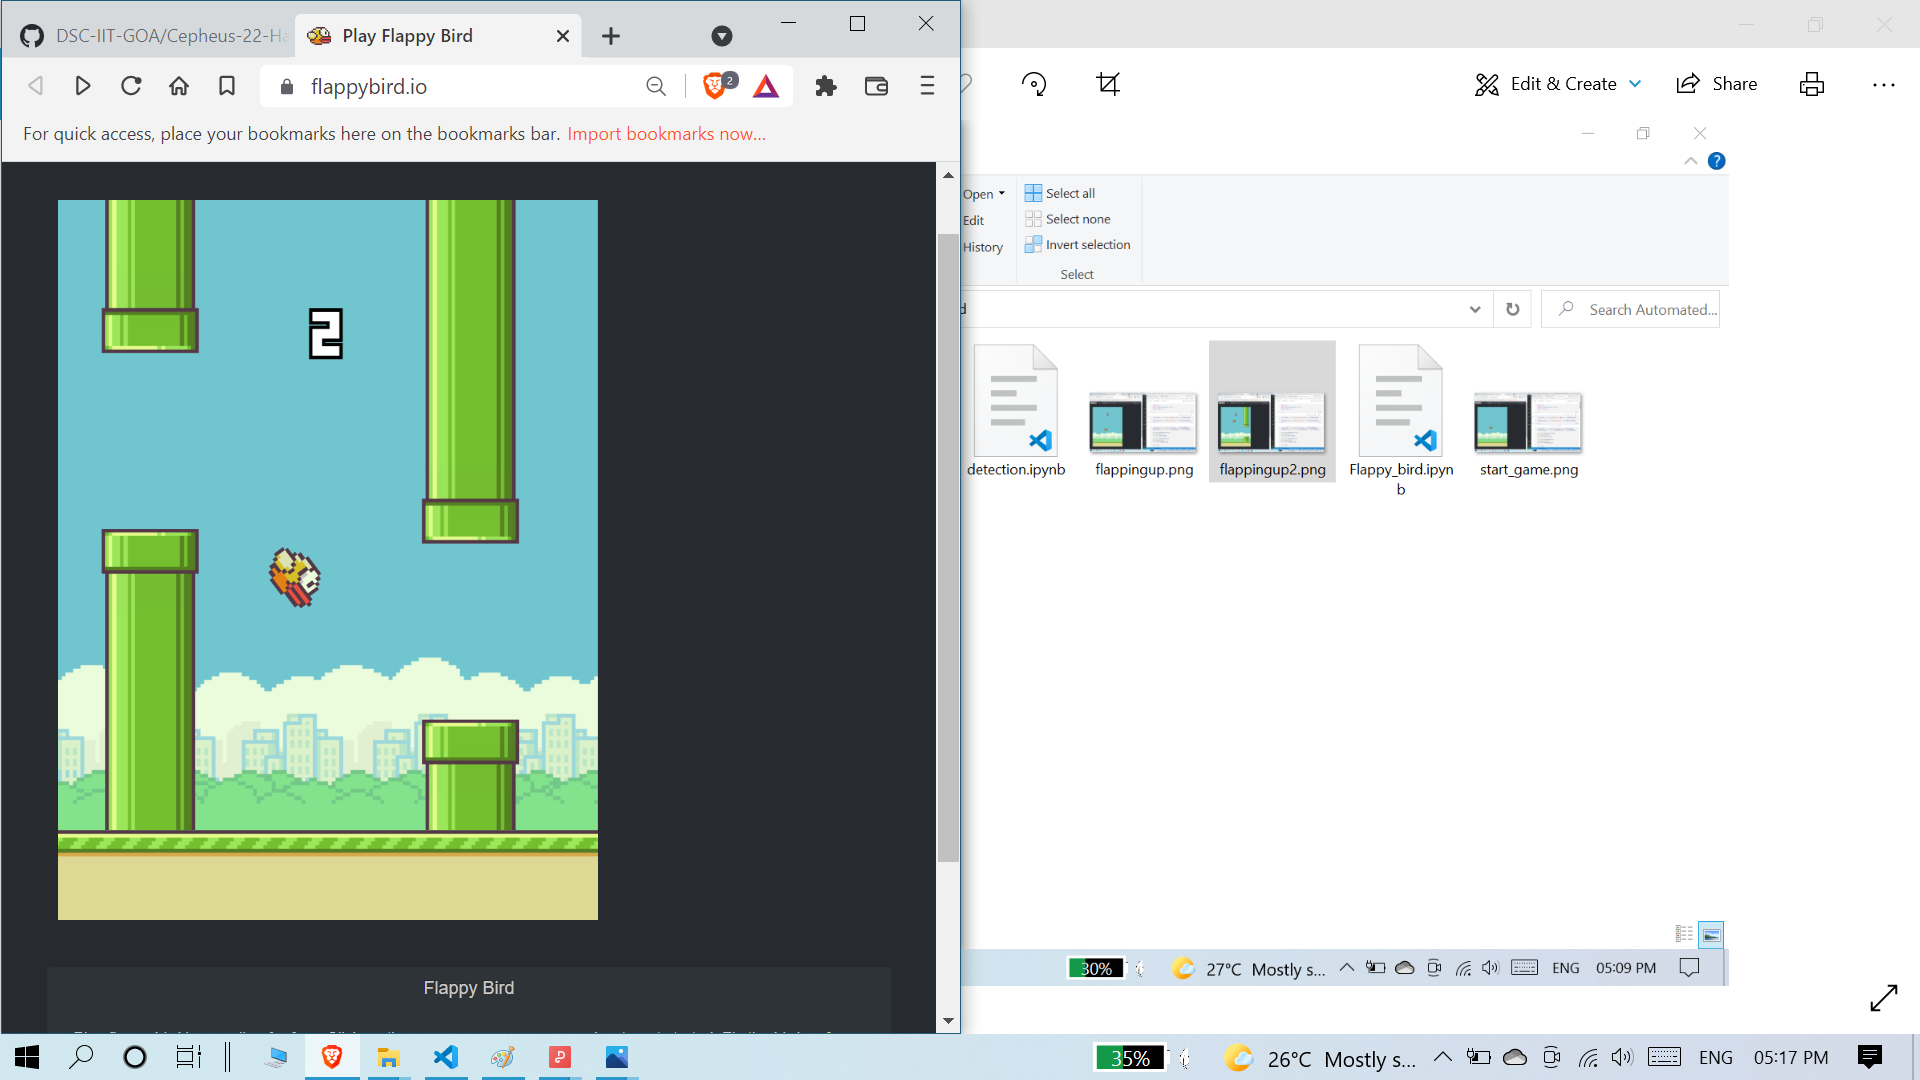 DSC-IIT-GOA/Cepheus-22-Ha
Play Flappy Bird
flappybird.io
2
For quick access, place your bookmarks here on the bookmarks bar. Import bookmarks now...
2
Flappy Bird
Edit & Create
Share
Open
Edit
History
Select all
Select none
Invert selection
Select
d
Search Automated...
detection.ipynb
flappingup.png
flappingup2.png
Flappy_bird.ipyn
b
start_game.png
30%
27°C Mostly s...
ENG
05:09 PM
35%
26°C Mostly s...
ENG
05:17 PM